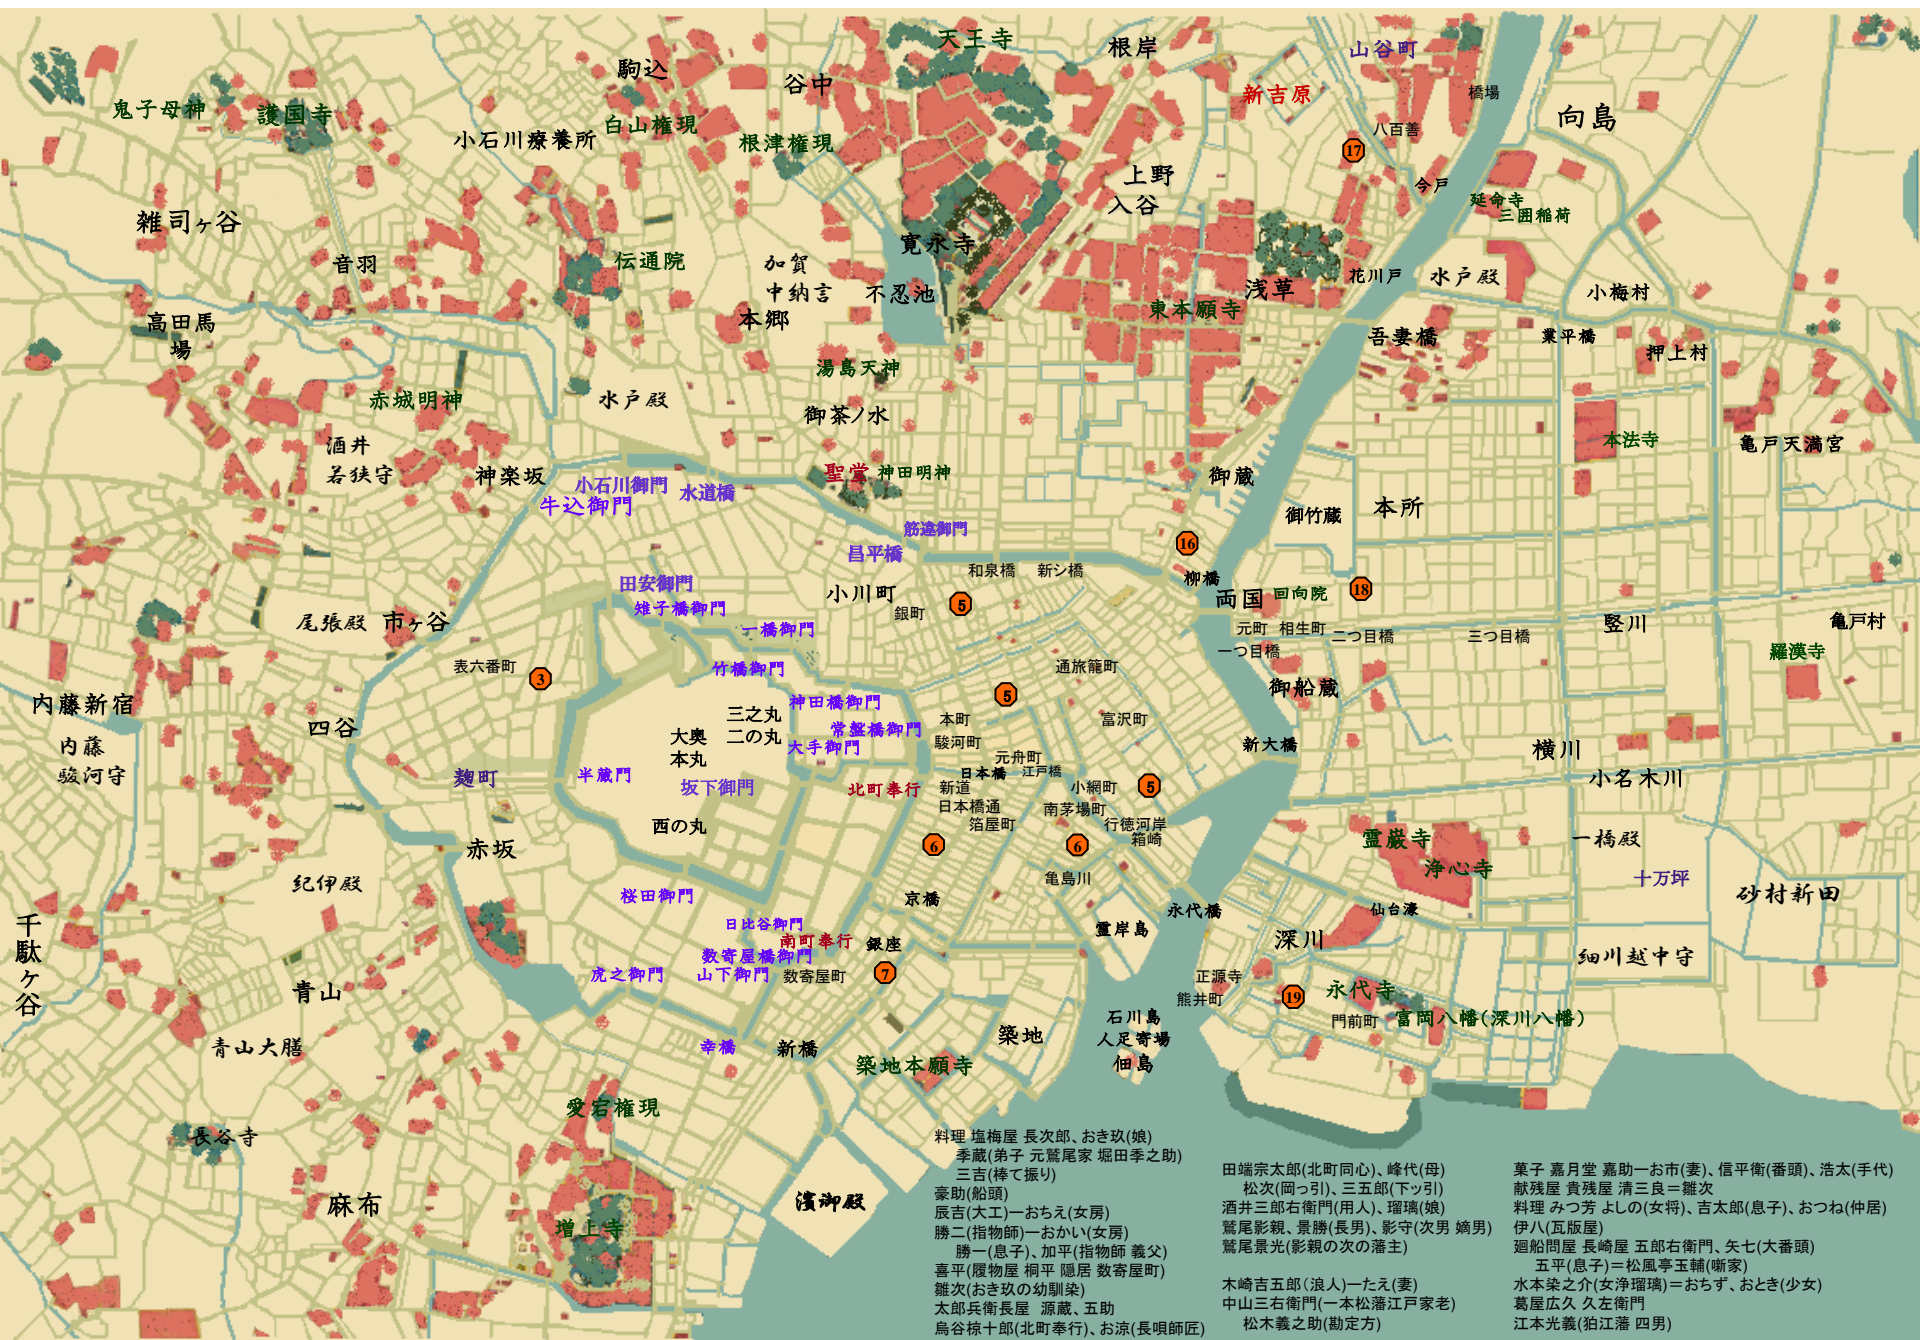 天王寺
根岸
山谷町
駒込
谷中
新吉原
橋場
向島
鬼子母神
護国寺
小石川療養所
白山権現
根津権現
八百善
17
上野
入谷
今戸
延命寺
三囲稲荷
雑司ヶ谷
音羽
伝通院
加賀
中納言
寛永寺
不忍池
浅草
花川戸
水戸殿
小梅村
高田馬
場
本郷
東本願寺
吾妻橋
業平橋
押上村
湯島天神
赤城明神
水戸殿
御茶ノ水
酒井
若狭守
神楽坂
小石川御門
牛込御門
水道橋
聖堂
神田明神
御蔵
本法寺
亀戸天満宮
御竹蔵
本所
筋違御門
昌平橋
16
和泉橋
新シ橋
柳橋
田安御門
雉子橋御門
小川町
銀町
5
両国
回向院
18
尾張殿
市ヶ谷
一橋御門
元町
相生町
二つ目橋
三つ目橋
竪川
亀戸村
表六番町
3
竹橋御門
通旅籠町
一つ目橋
羅漢寺
内藤新宿
神田橋御門
5
御船蔵
四谷
三之丸
二の丸
大奥
本丸
常盤橋御門
大手御門
本町
駿河町
富沢町
新大橋
横川
内藤
駿河守
麹町
半蔵門
坂下御門
北町奉行
元舟町
日本橋
江戸橋
新道
日本橋通
小網町
5
小名木川
西の丸
箔屋町
南茅場町
行徳河岸
箱崎
赤坂
6
6
霊巌寺
浄心寺
一橋殿
紀伊殿
亀島川
十万坪
砂村新田
桜田御門
京橋
永代橋
仙台濠
千駄ヶ谷
日比谷御門
南町奉行
銀座
霊岸島
深川
数寄屋橋御門
細川越中守
虎之御門
山下御門
数寄屋町
7
正源寺
青山
熊井町
19
永代寺
門前町
富岡八幡(深川八幡)
青山大膳
幸橋
新橋
築地
石川島
人足寄場
佃島
築地本願寺
愛宕権現
長谷寺
麻布
濱御殿
増上寺
料理 塩梅屋 長次郎、おき玖(娘)
季蔵(弟子 元鷲尾家 堀田季之助)
三吉(棒て振り)
豪助(船頭)
辰吉(大工)ーおちえ(女房)
勝二(指物師)ーおかい(女房)
勝一(息子)、加平(指物師 義父)
喜平(履物屋 桐平 隠居 数寄屋町)
雛次(おき玖の幼馴染)
太郎兵衛長屋 源蔵、五助
烏谷椋十郎(北町奉行)、お涼(長唄師匠)
田端宗太郎(北町同心)、峰代(母)
松次(岡っ引)、三五郎(下ッ引)
酒井三郎右衛門(用人)、瑠璃(娘)
鷲尾影親、景勝(長男)、影守(次男 嫡男)
鷲尾景光(影親の次の藩主)
木崎吉五郎(浪人)ーたえ(妻)
中山三右衛門(一本松藩江戸家老)
松木義之助(勘定方)
菓子 嘉月堂 嘉助ーお市(妻)、信平衛(番頭)、浩太(手代)
献残屋 貴残屋 清三良＝雛次
料理 みつ芳 よしの(女将)、吉太郎(息子)、おつね(仲居)
伊八(瓦版屋)
廻船問屋 長崎屋 五郎右衛門、矢七(大番頭)
五平(息子)＝松風亭玉輔(噺家)
水本染之介(女浄瑠璃)＝おちず、おとき(少女)
葛屋広久 久左衛門
江本光義(狛江藩 四男)